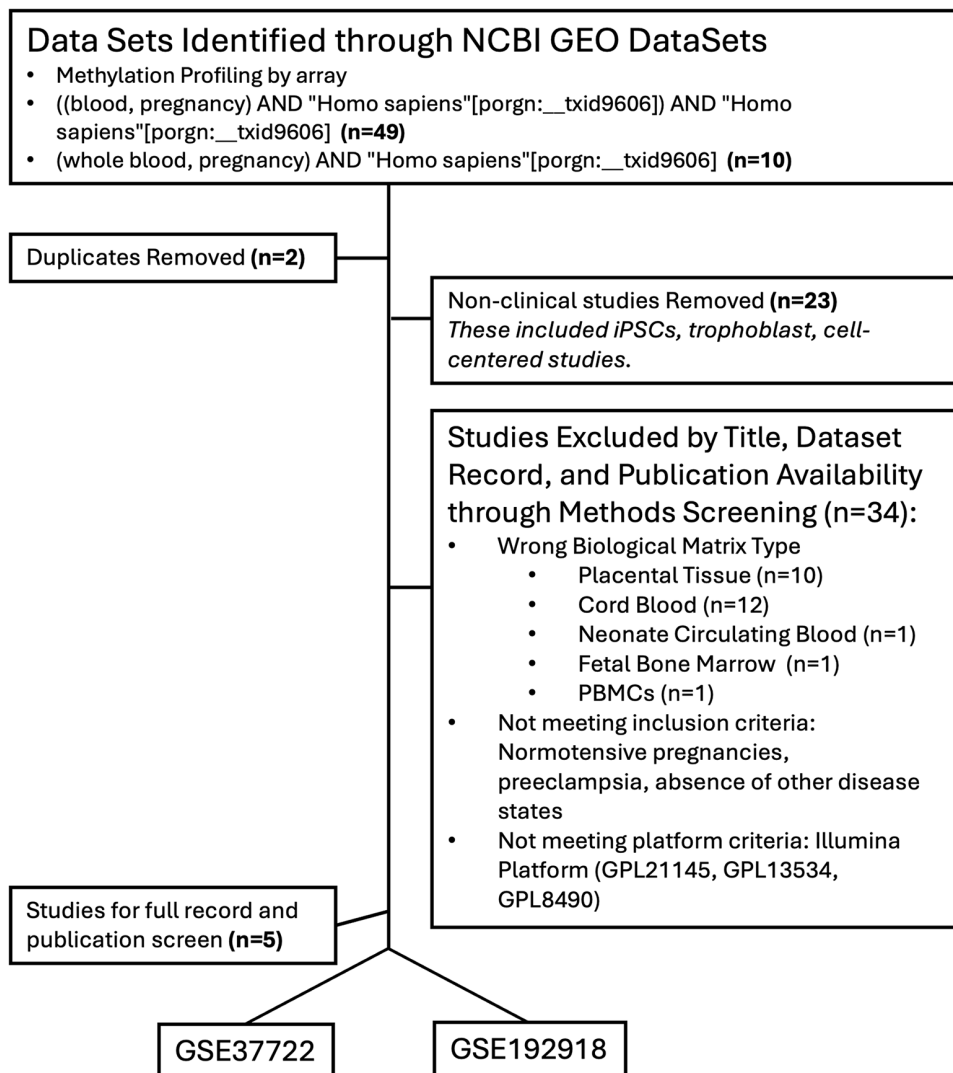 Data Sets Identified through NCBI GEO DataSets
• Methylation Profiling by array
• ((blood, pregnancy) AND "Homo sapiens"[porgn:__txid9606]) AND "Homo
sapiens"[porgn:__txid9606] (n=49)
• (whole blood, pregnancy) AND "Homo sapiens"[porgn:__txid9606] (n=10)
Duplicates Removed (n=2)
Non-clinical studies Removed (n=23)
These included iPSCs, trophoblast, cell-
centered studies.
Studies Excluded by Title, Dataset
Record, and Publication Availability
through Methods Screening (n=34):
• Wrong Biological Matrix Type
• Placental Tissue (n=10)
• Cord Blood (n=12)
• Neonate Circulating Blood (n=1)
• Fetal Bone Marrow (n=1)
• PBMCs (n=1)
• Not meeting inclusion criteria:
Normotensive pregnancies,
preeclampsia, absence of other disease
states
• Not meeting platform criteria: Illumina
Platform (GPL21145, GPL13534,
GPL8490)
Studies for full record and
publication screen (n=5)
GSE37722
GSE192918